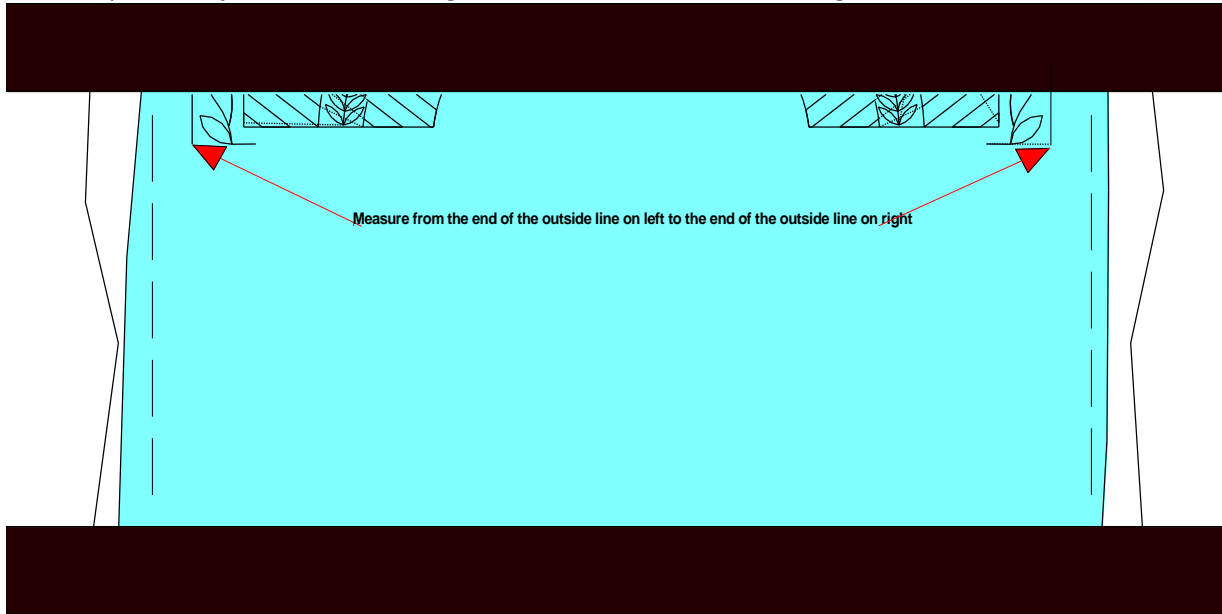 Measure from the end of the outside line on left to the end of the outside line on right